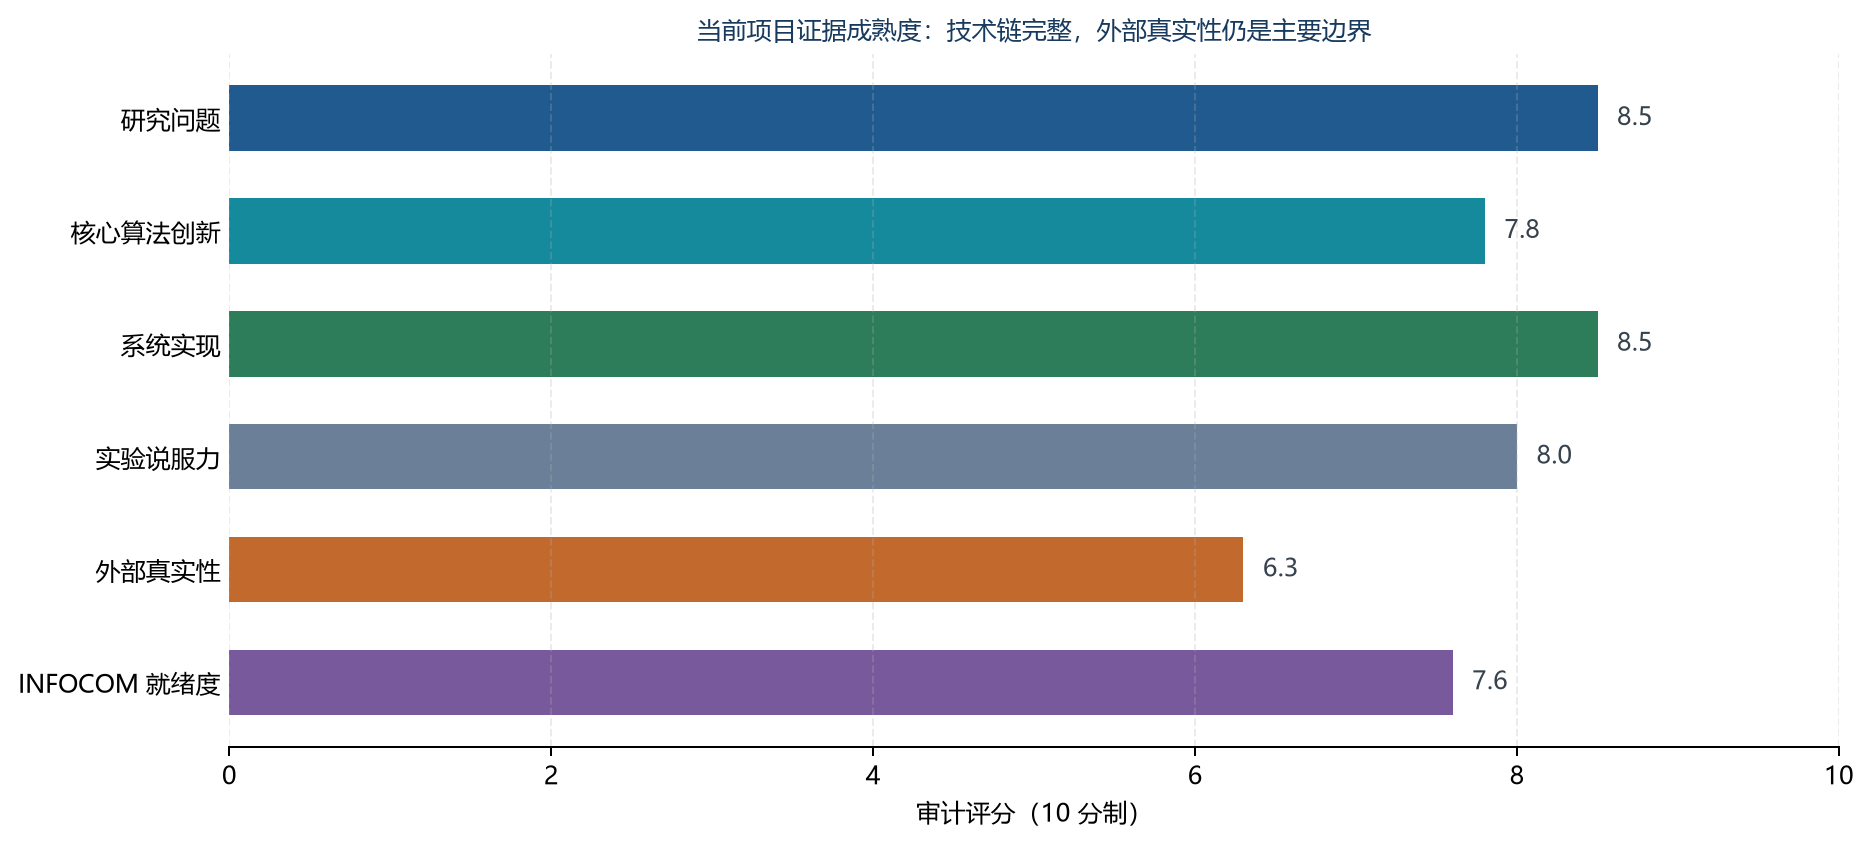 当前项目证据成熟度：技术链完整，外部真实性仍是主要边界
研究问题 8.5
核心算法创新 7.8
系统实现 8.5
实验说服力 8.0
外部真实性 6.3
INFOCOM 就绪度 7.6
0 2 4 6 8 10
审计评分（10 分制）